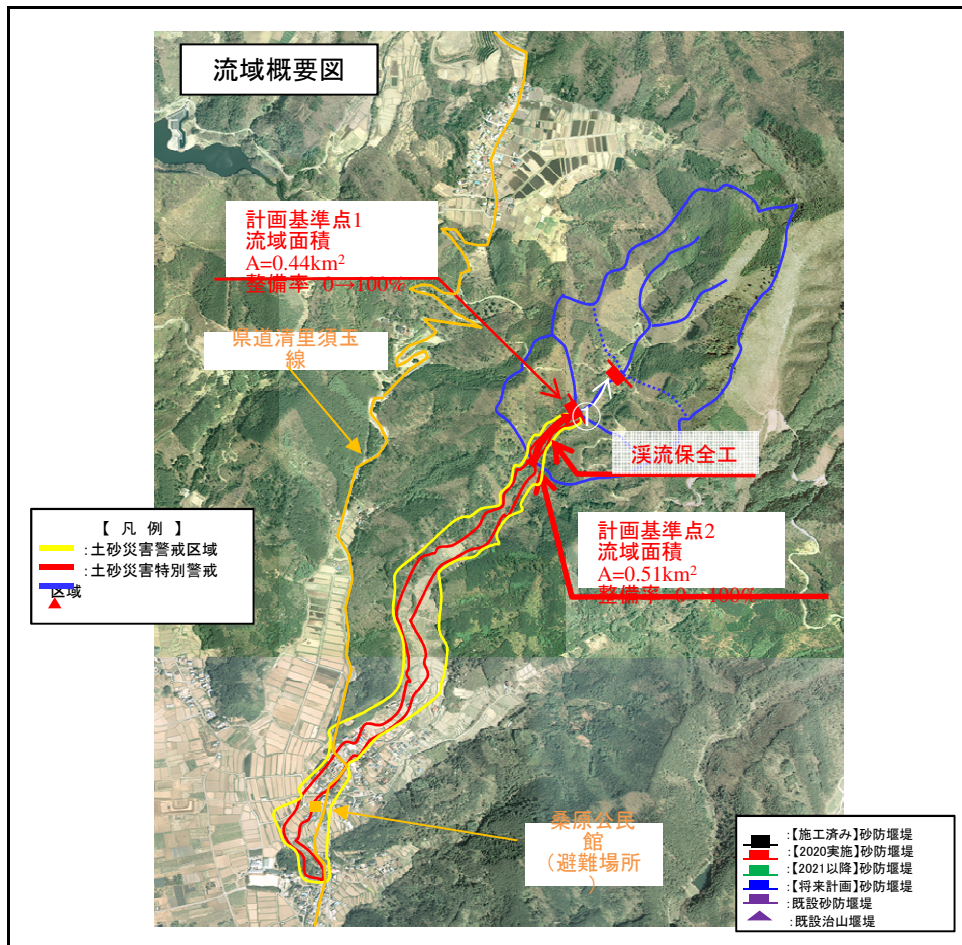 流域概要図
計画基準点1
流域面積
A=0.44km²
整備率 0→100%
県道清里須玉
線
①
渓流保全工
計画基準点2
流域面積
A=0.51km²
整備率 0→100%
【 凡 例 】
:土砂災害警戒区域
:土砂災害特別警戒
区域
桑原公民
館
(避難場所
)
:【施工済み】砂防堰堤
:【2020実施】砂防堰堤
:【2021以降】砂防堰堤
:【将来計画】砂防堰堤
:既設砂防堰堤
:既設治山堰堤